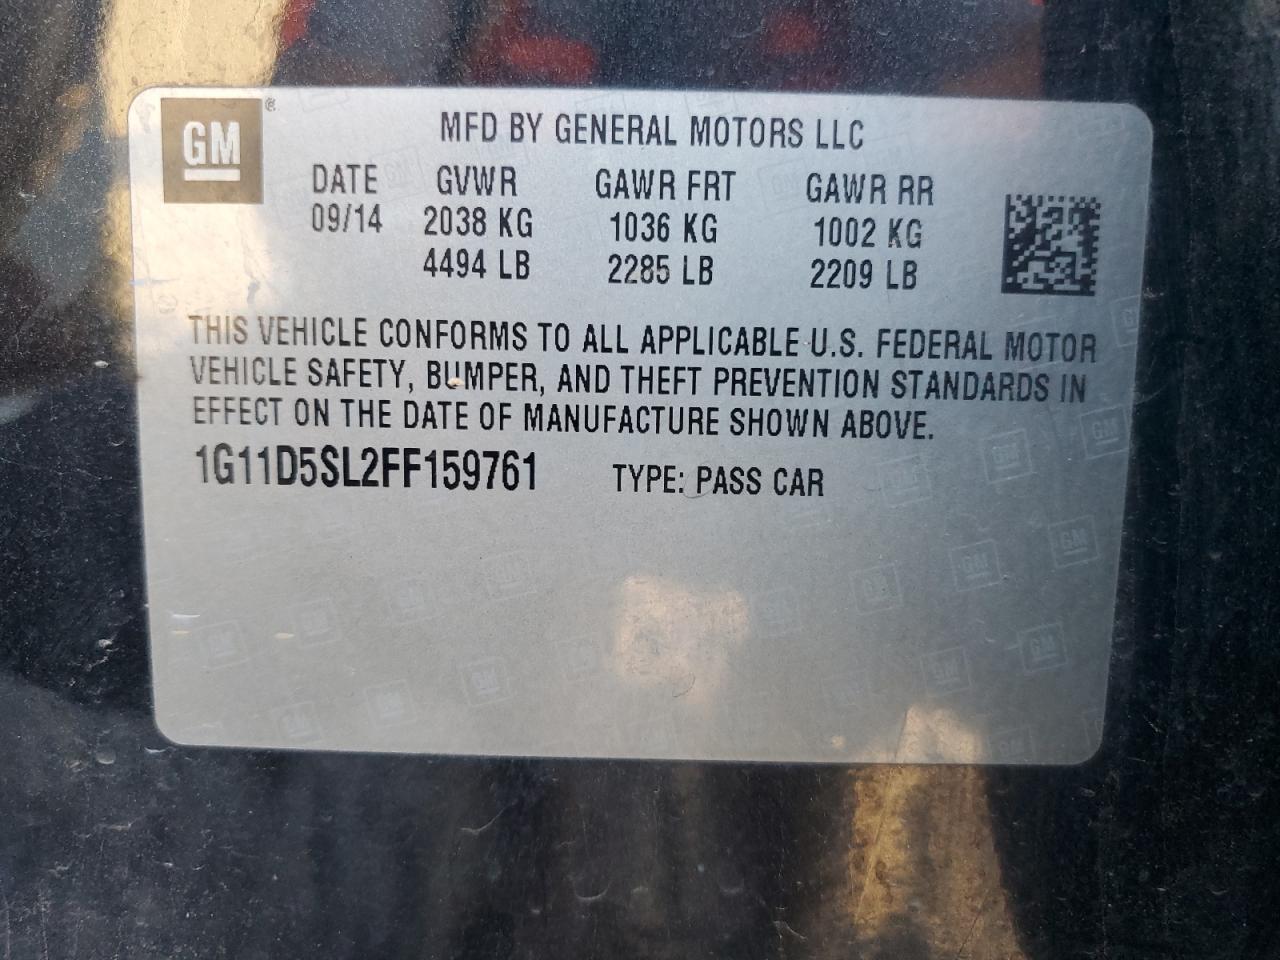 GM®
MFD BY GENERAL MOTORS LLC
DATE GVWR GAWR FRT GAWR RR
09/14 2038 KG 1036 KG 1002 KG
4494 LB 2285 LB 2209 LB
THIS VEHICLE CONFORMS TO ALL APPLICABLE U.S. FEDERAL MOTOR
VEHICLE SAFETY, BUMPER, AND THEFT PREVENTION STANDARDS IN
EFFECT ON THE DATE OF MANUFACTURE SHOWN ABOVE.
1G11D5SL2FF159761 TYPE: PASS CAR